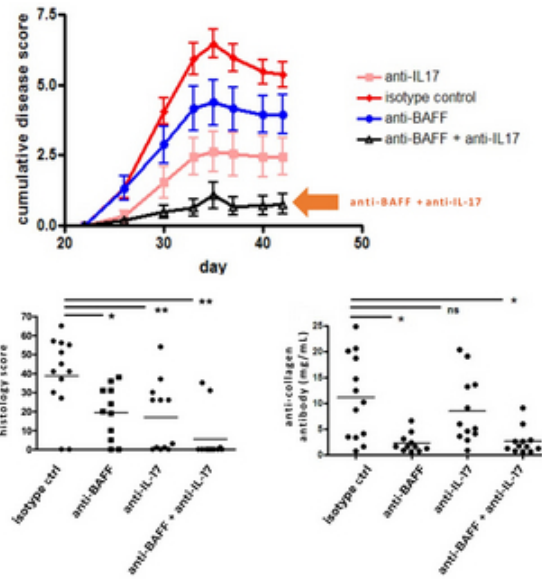 cumulative disease score
7.5
5.0
2.5
0.0
20
30
40
50
day
anti-IL17
isotype control
anti-BAFF
anti-BAFF + anti-IL17
anti-BAFF + anti-IL-17
histology score
70
60
50
40
30
20
10
0
**
**
*
isotype ctrl
anti-BAFF
anti-IL-17
anti-BAFF + anti-IL-17
anti-collagen
antibody (mg/mL)
25
20
15
10
5
0
*
ns
*
isotype ctrl
anti-BAFF
anti-IL-17
anti-BAFF + anti-IL-17